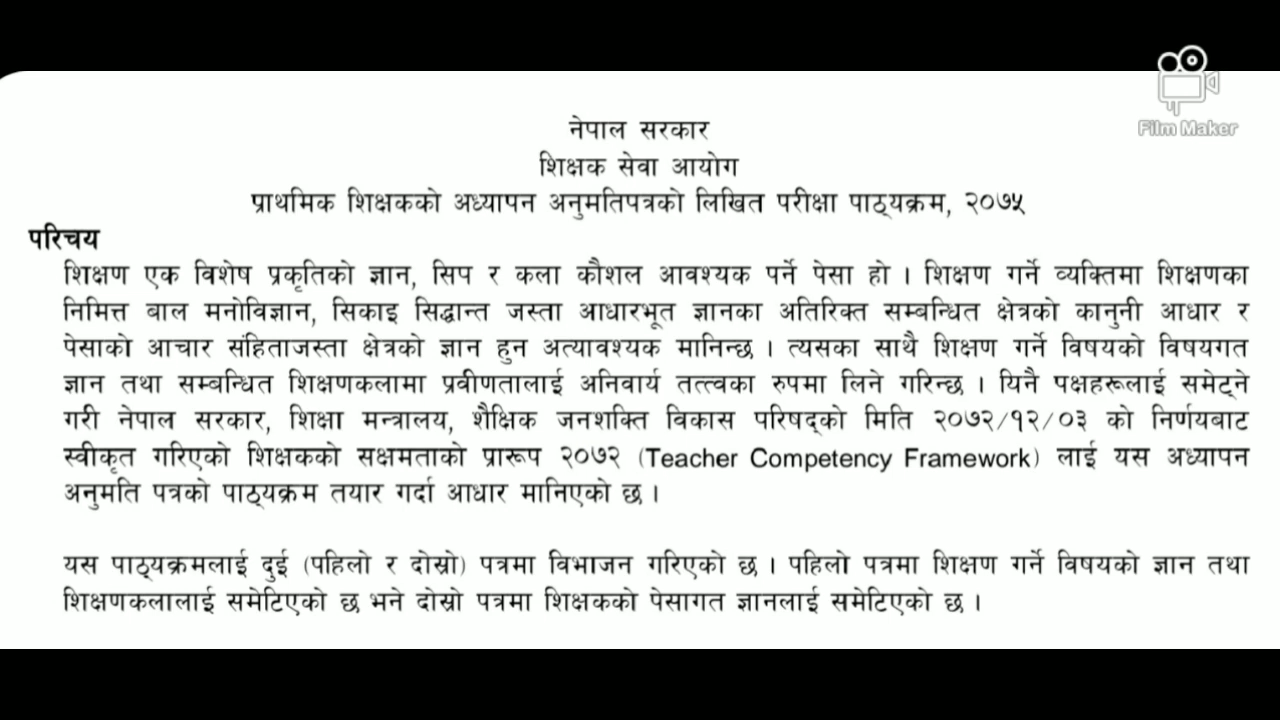 Film Maker
नेपाल सरकार
शिक्षक सेवा आयोग
प्राथमिक शिक्षकको अध्यापन अनुमतिपत्रको लिखित परीक्षा पाठ्यक्रम, २०७५
परिचय
शिक्षण एक विशेष प्रकृतिको ज्ञान, सिप र कला कौशल आवश्यक पर्ने पेसा हो । शिक्षण गर्ने व्यक्तिमा शिक्षणका
निमित्त बाल मनोविज्ञान, सिकाइ सिद्धान्त जस्ता आधारभूत ज्ञानका अतिरिक्त सम्बन्धित क्षेत्रको कानुनी आधार र
पेसाको आचार संहिताजस्ता क्षेत्रको ज्ञान हुन अत्यावश्यक मानिन्छ । त्यसका साथै शिक्षण गर्ने विषयको विषयगत
ज्ञान तथा सम्बन्धित शिक्षणकलामा प्रवीणतालाई अनिवार्य तत्त्वका रुपमा लिने गरिन्छ । यिनै पक्षहरूलाई समेट्ने
गरी नेपाल सरकार, शिक्षा मन्त्रालय, शैक्षिक जनशक्ति विकास परिषद्को मिति २०७२/१२/०३ को निर्णयबाट
स्वीकृत गरिएको शिक्षकको सक्षमताको प्रारूप २०७२ (Teacher Competency Framework) लाई यस अध्यापन
अनुमति पत्रको पाठ्यक्रम तयार गर्दा आधार मानिएको छ ।
यस पाठ्यक्रमलाई दुई (पहिलो र दोस्रो) पत्रमा विभाजन गरिएको छ । पहिलो पत्रमा शिक्षण गर्ने विषयको ज्ञान तथा
शिक्षणकलालाई समेटिएको छ भने दोस्रो पत्रमा शिक्षकको पेसागत ज्ञानलाई समेटिएको छ ।